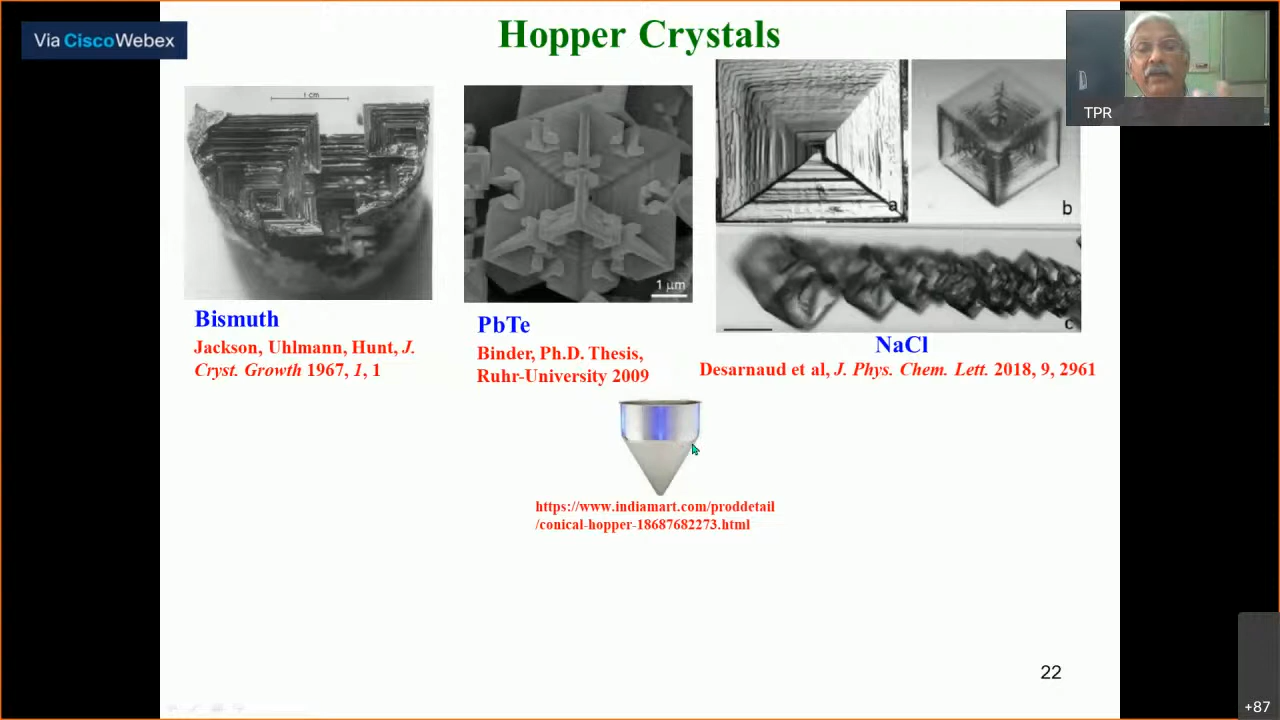 Via Cisco Webex
Hopper Crystals
TPR
1 cm
1 μm
a
b
c
Bismuth
Jackson, Uhlmann, Hunt, J.
Cryst. Growth 1967, 1, 1
PbTe
Binder, Ph.D. Thesis,
Ruhr-University 2009
NaCl
Desarnaud et al, J. Phys. Chem. Lett. 2018, 9, 2961
https://www.indiamart.com/proddetail
/conical-hopper-18687682273.html
22
+87